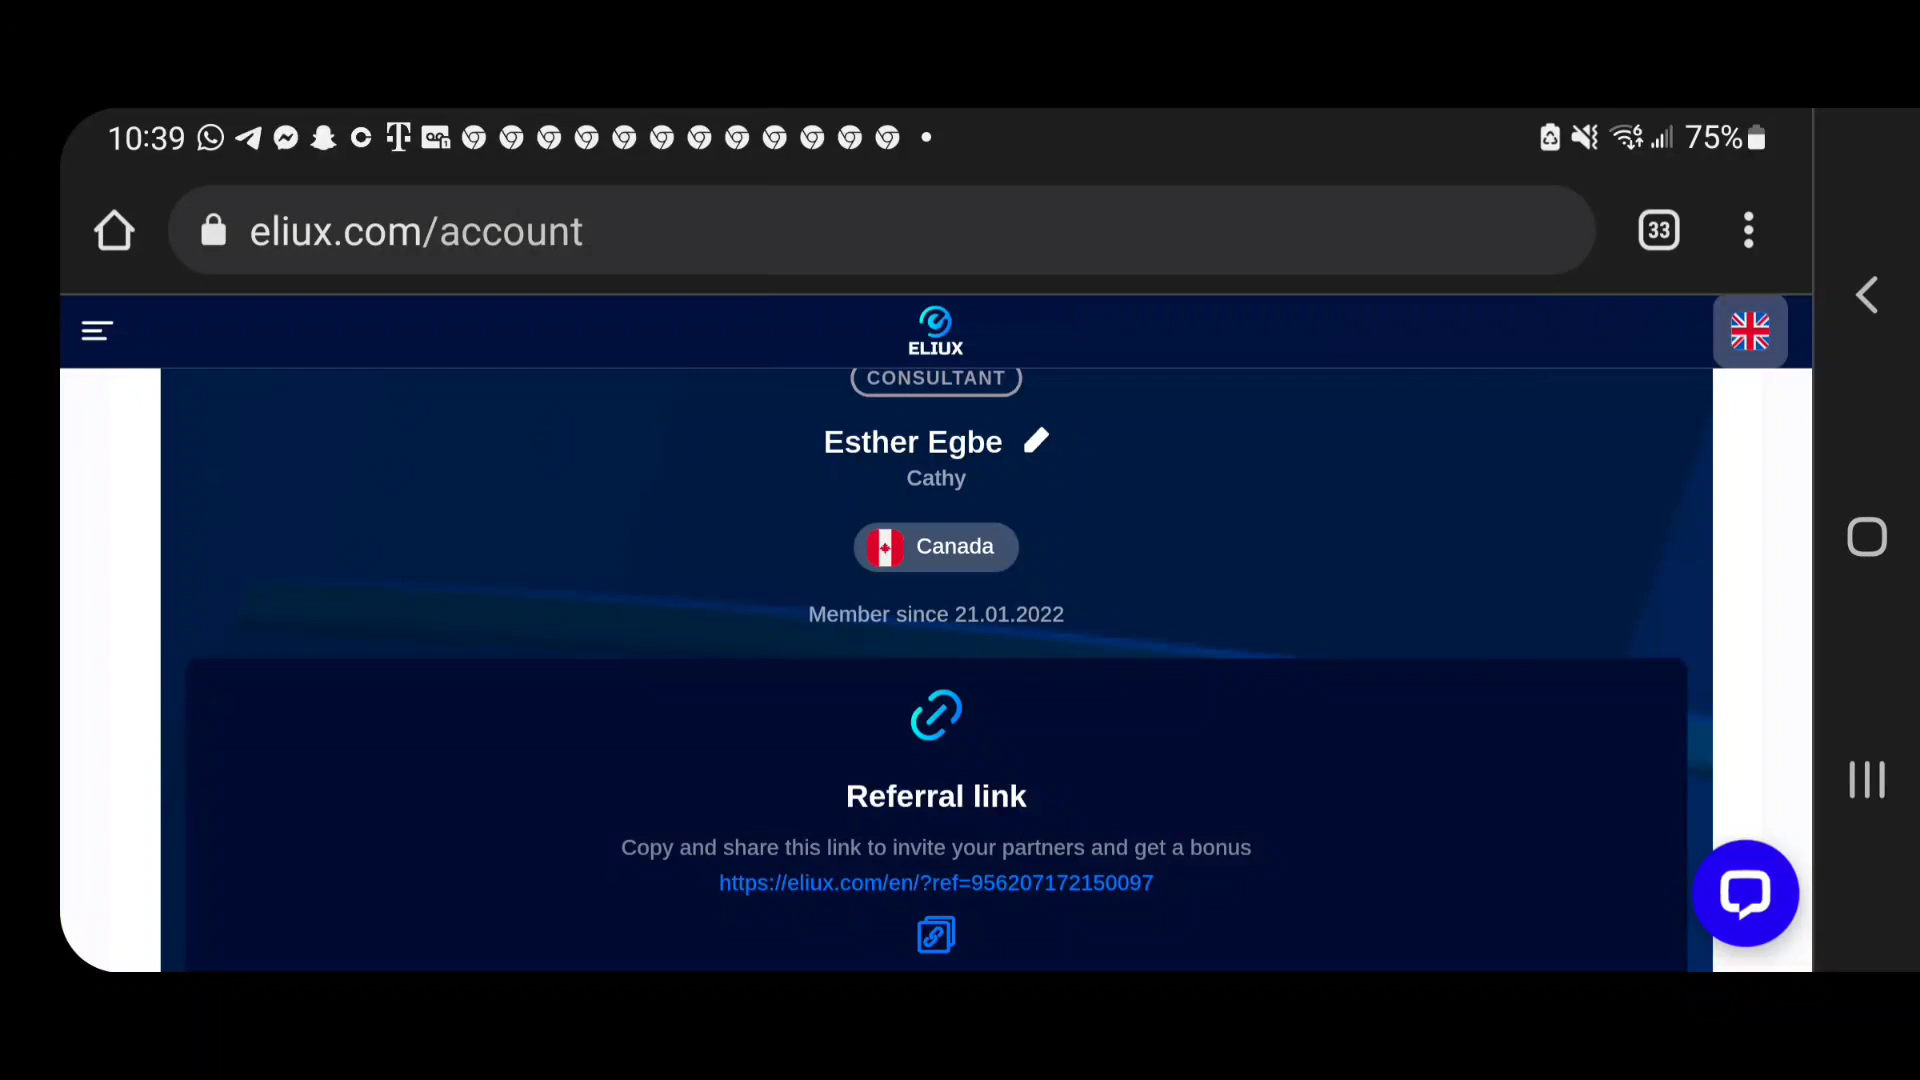 10:39
75%
eliux.com/account
33
ELIUX
CONSULTANT
Esther Egbe
Cathy
Canada
Member since 21.01.2022
Referral link
Copy and share this link to invite your partners and get a bonus
https://eliux.com/en/?ref=956207172150097